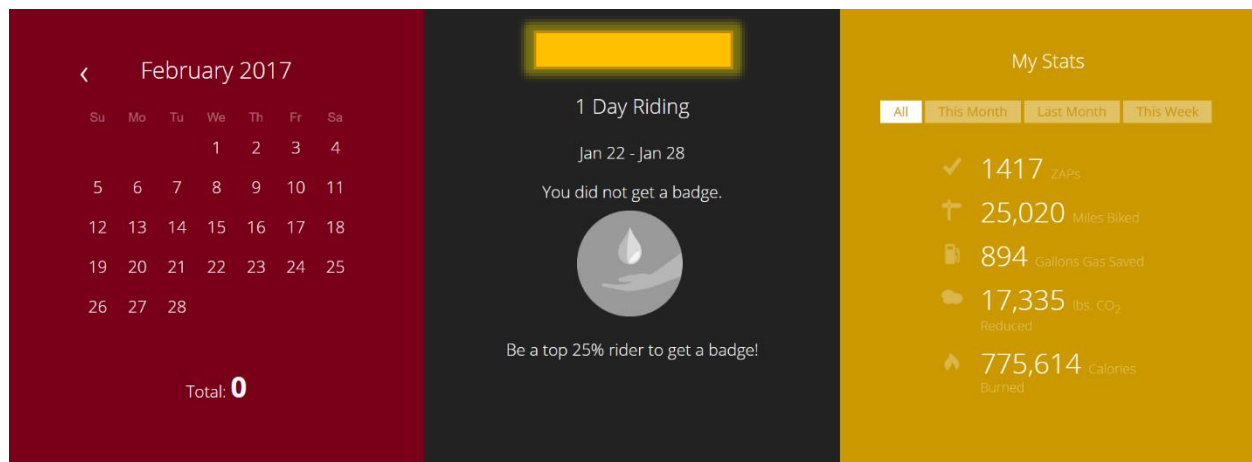 ‹ February 2017
Su Mo Tu We Th Fr Sa
1 2 3 4
5 6 7 8 9 10 11
12 13 14 15 16 17 18
19 20 21 22 23 24 25
26 27 28
Total: 0
1 Day Riding
Jan 22 - Jan 28
You did not get a badge.
Be a top 25% rider to get a badge!
My Stats
All This Month Last Month This Week
1417 ZAPs
25,020 Miles Biked
894 Gallons Gas Saved
17,335 lbs. CO₂
Reduced
775,614 Calories
Burned